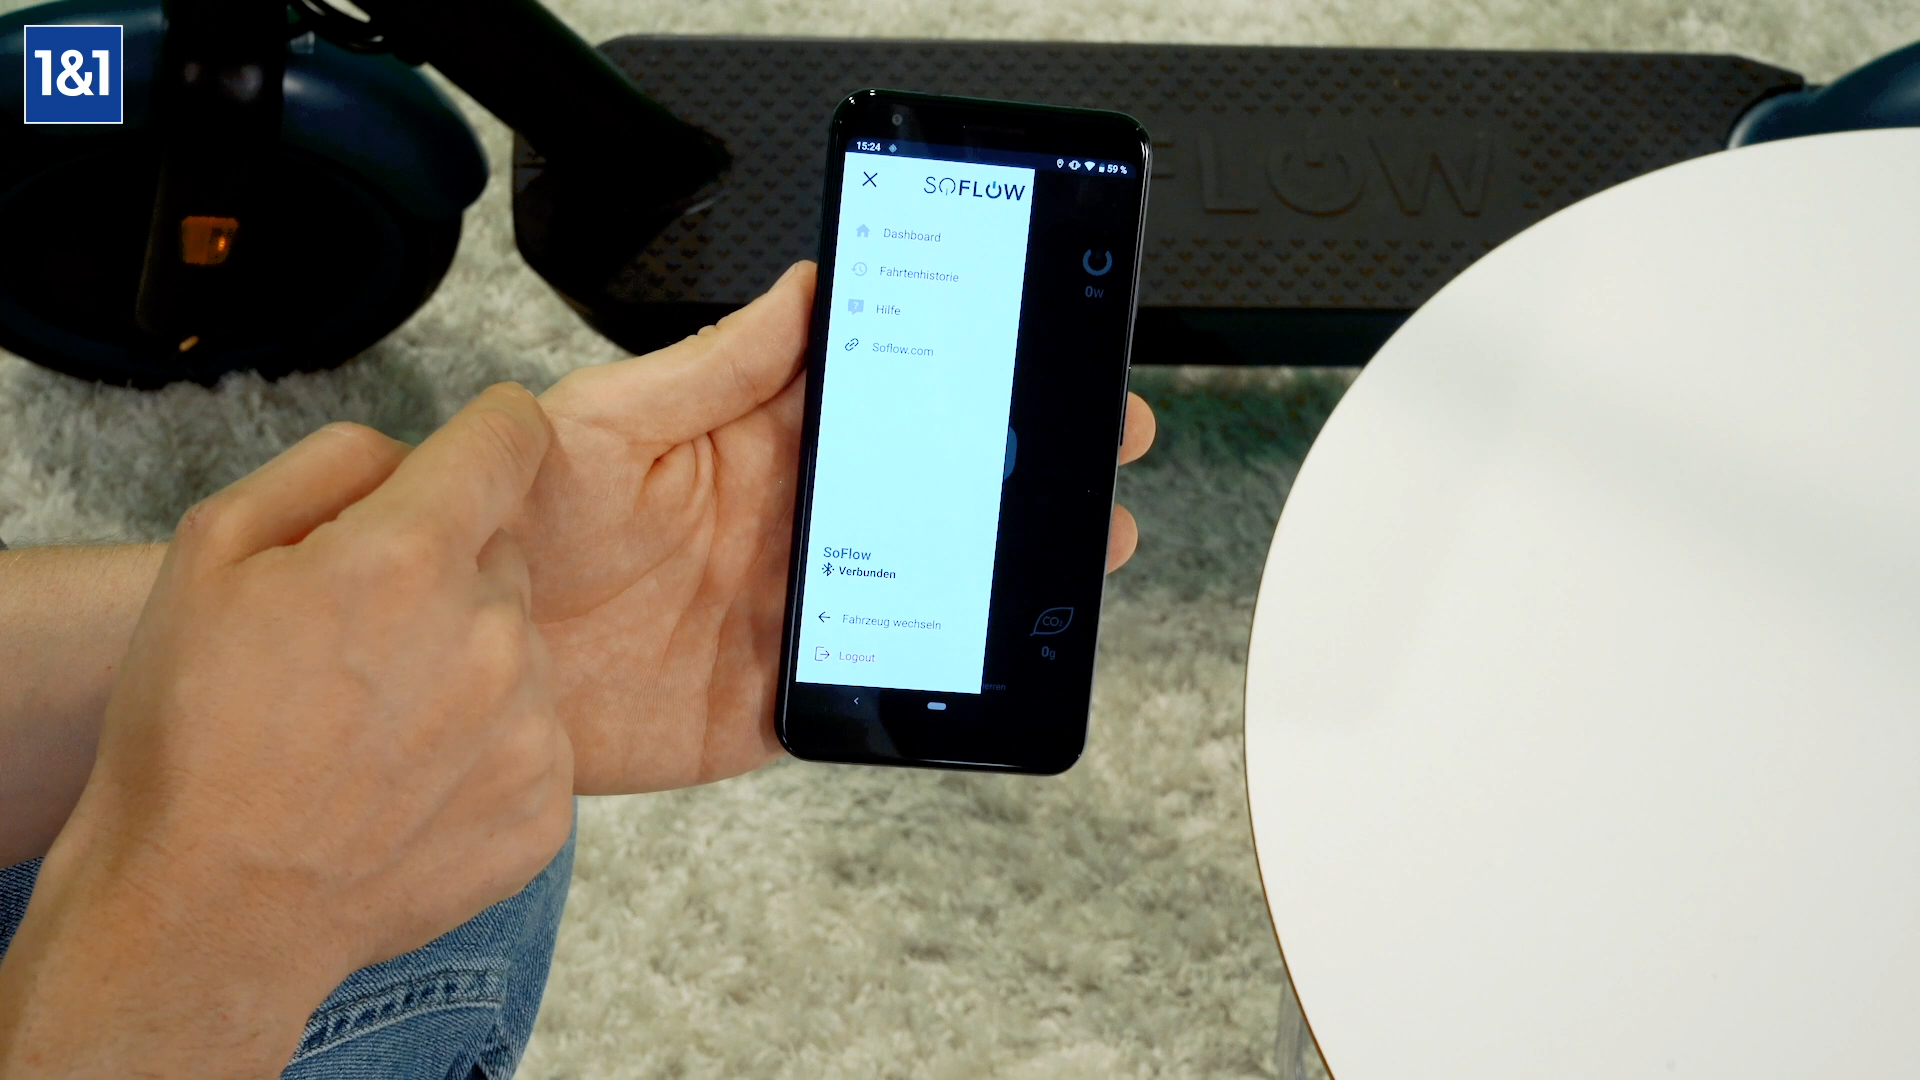 1&1
15:24
59 %
SOFLOW
Dashboard
Fahrtenhistorie
Hilfe
Soflow.com
SoFlow
Verbunden
Fahrzeug wechseln
Logout
0W
CO₂
0g
FLOW